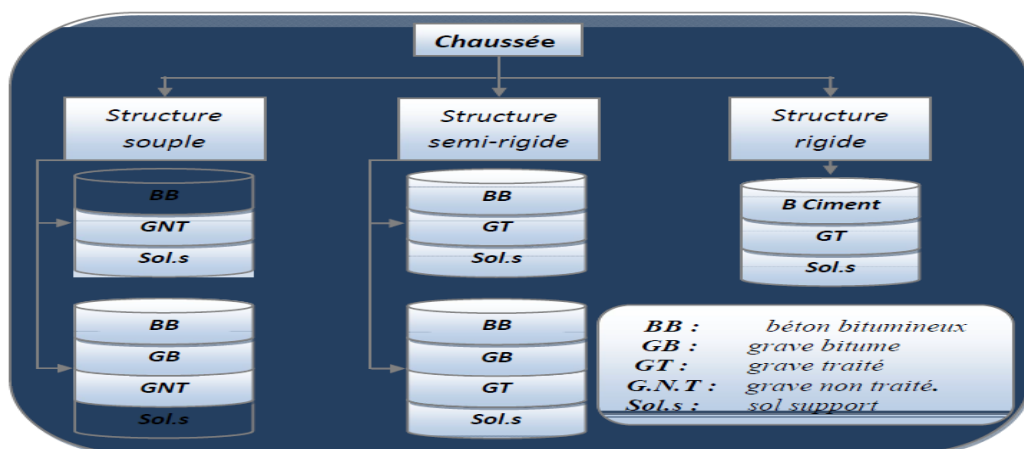 Chaussée
Structure
souple
Structure
semi-rigide
Structure
rigide
BB
GNT
Sol.s
BB
GB
GNT
Sol.s
BB
GT
Sol.s
BB
GB
GT
Sol.s
B Ciment
GT
Sol.s
BB : béton bitumineux
GB : grave bitume
GT : grave traité
G.N.T : grave non traité.
Sol.s : sol support